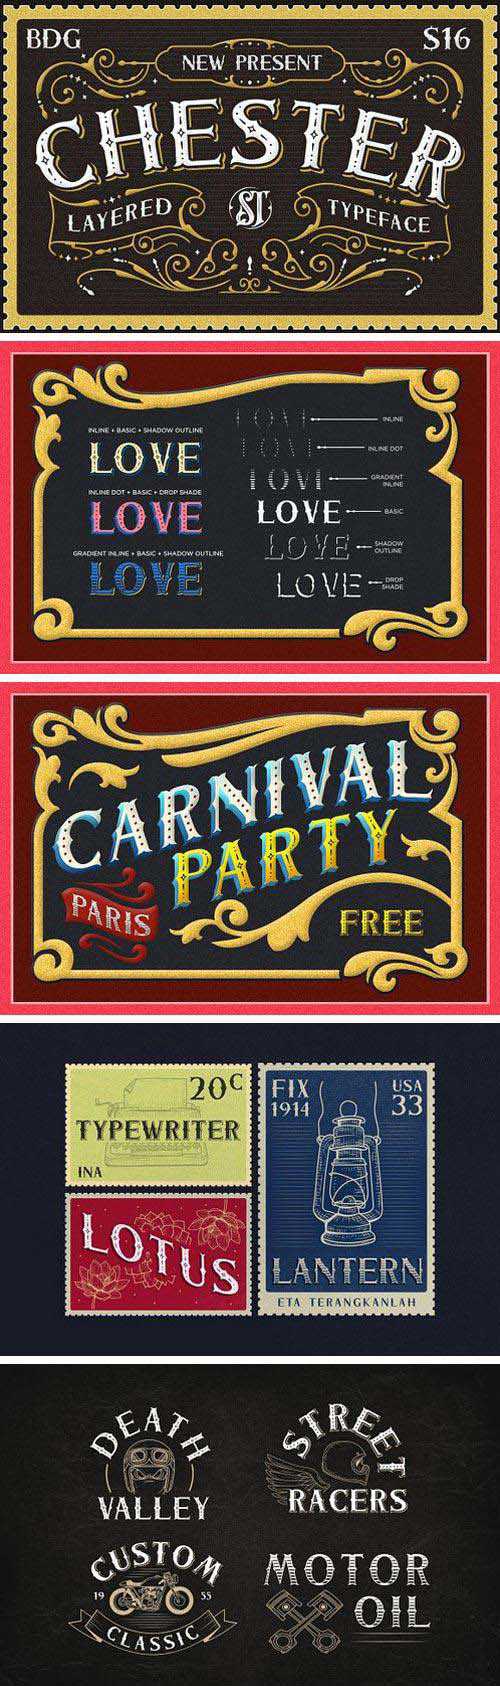 BDG
$16
NEW PRESENT
CHESTER
LAYERED
ST
TYPEFACE
INLINE + BASIC + SHADOW OUTLINE
LOVE
INLINE DOT + BASIC + DROP SHADE
LOVE
GRADIENT INLINE + BASIC + SHADOW OUTLINE
LOVE
LOVE
INLINE
LOVE
INLINE DOT
LOVE
GRADIENT
INLINE
LOVE
BASIC
LOVE
SHADOW
OUTLINE
LOVE
DROP
SHADE
CARNIVAL
PARTY
PARIS
FREE
20C
TYPEWRITER
INA
LOTUS
FIX
1914
USA
33
LANTERN
ETA TERANGKANLAH
DEATH
VALLEY
STREET
RACERS
CUSTOM
19 55
CLASSIC
MOTOR
OIL